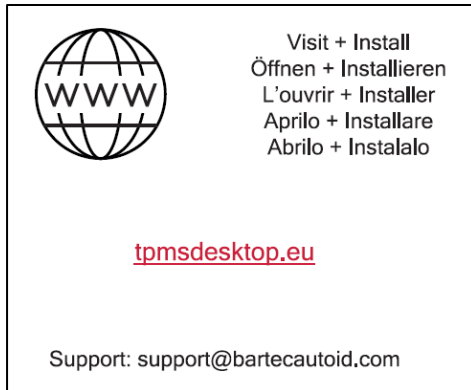 WWW
Visit + Install
Öffnen + Installieren
L'ouvrir + Installer
Aprilo + Installare
Abrilo + Instalalo
tpmsdesktop.eu
Support: support@bartecautoid.com